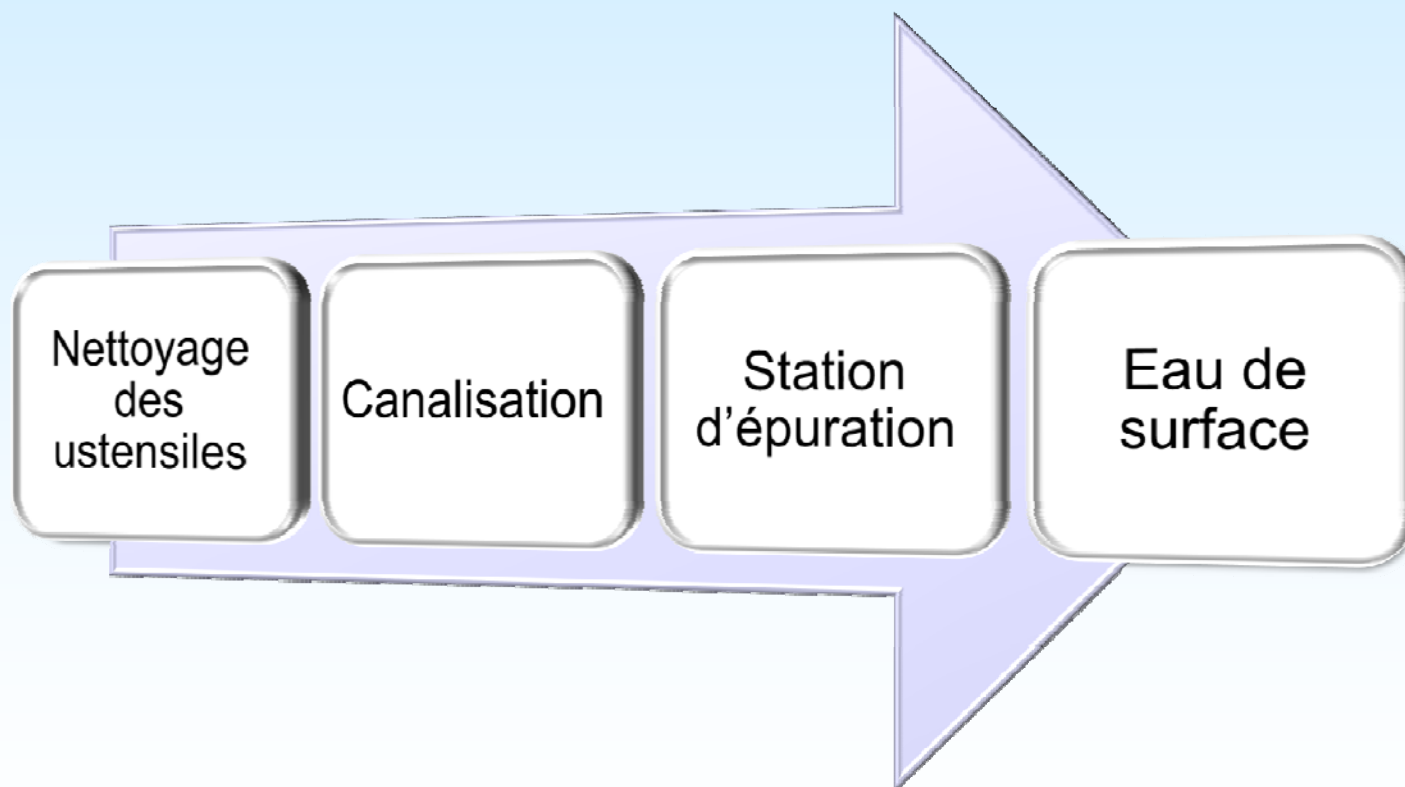 Nettoyage
des
ustensiles
Canalisation
Station
d'épuration
Eau de
surface